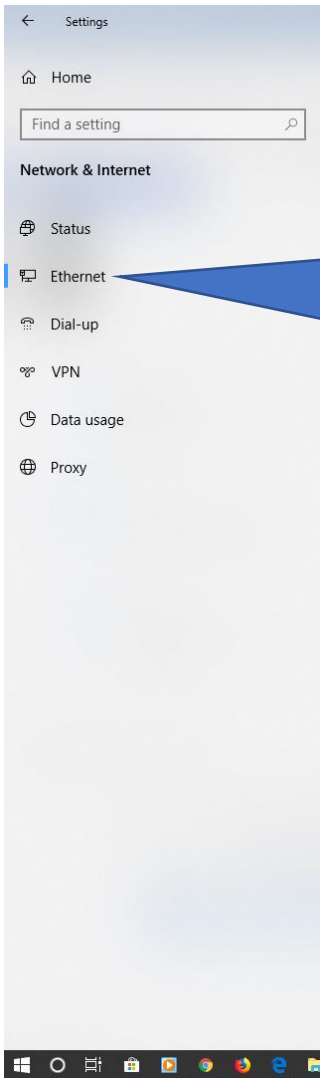 Settings
Home
Find a setting
Network & Internet
Status
Ethernet
Dial-up
VPN
Data usage
Proxy